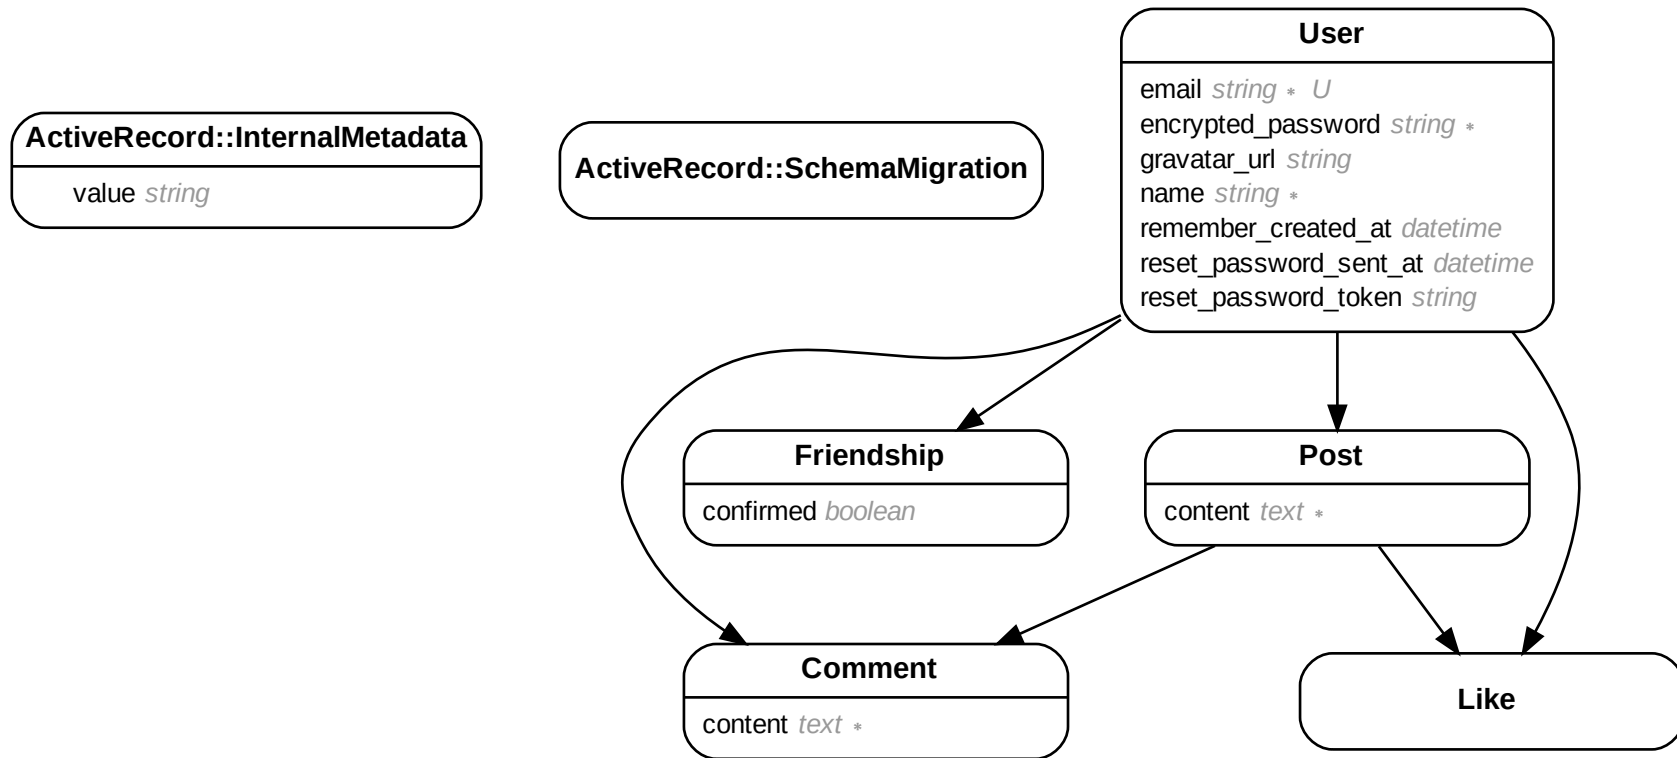 User
email string * U
encrypted_password string *
gravatar_url string
name string *
remember_created_at datetime
reset_password_sent_at datetime
reset_password_token string
ActiveRecord::InternalMetadata
value string
ActiveRecord::SchemaMigration
Friendship
confirmed boolean
Post
content text *
Comment
content text *
Like